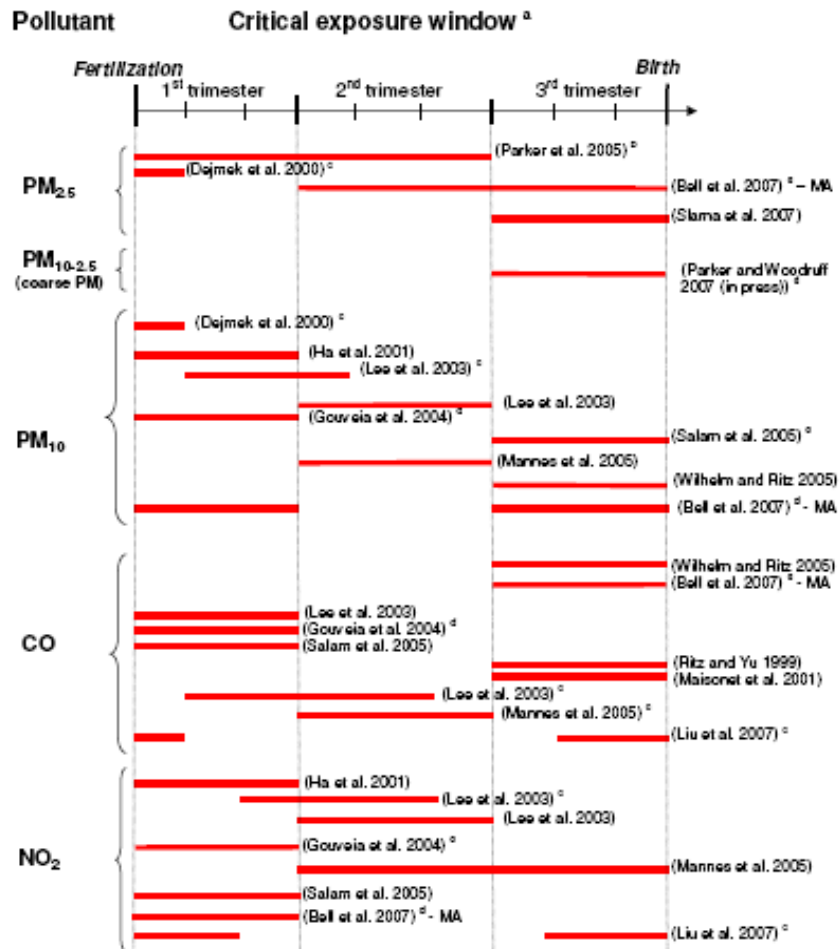 Pollutant Critical exposure window a
Fertilization Birth
1st trimester 2nd trimester 3rd trimester
PM2.5
(Parker et al. 2005) b
(Dejmek et al. 2000) c
(Bell et al. 2007) – MA
(Slama et al. 2007)
PM10-2.5
(coarse PM)
(Parker and Woodruff
2007 (in press)) d
PM10
(Dejmek et al. 2000) c
(Ha et al. 2001)
(Lee et al. 2003) c
(Lee et al. 2003)
(Gouveia et al. 2004) d
(Salam et al. 2005)
(Mannes et al. 2005)
(Wilhelm and Ritz 2005)
(Bell et al. 2007) d - MA
CO
(Wilhelm and Ritz 2005)
(Bell et al. 2007) - MA
(Lee et al. 2003)
(Gouveia et al. 2004) d
(Salam et al. 2005)
(Ritz and Yu 1999)
(Maisonet et al. 2001)
(Lee et al. 2003) c
(Mannes et al. 2005) c
(Liu et al. 2007) c
NO2
(Ha et al. 2001)
(Lee et al. 2003) c
(Lee et al. 2003)
(Gouveia et al. 2004)
(Mannes et al. 2005)
(Salam et al. 2005)
(Bell et al. 2007) d - MA
(Liu et al. 2007) c